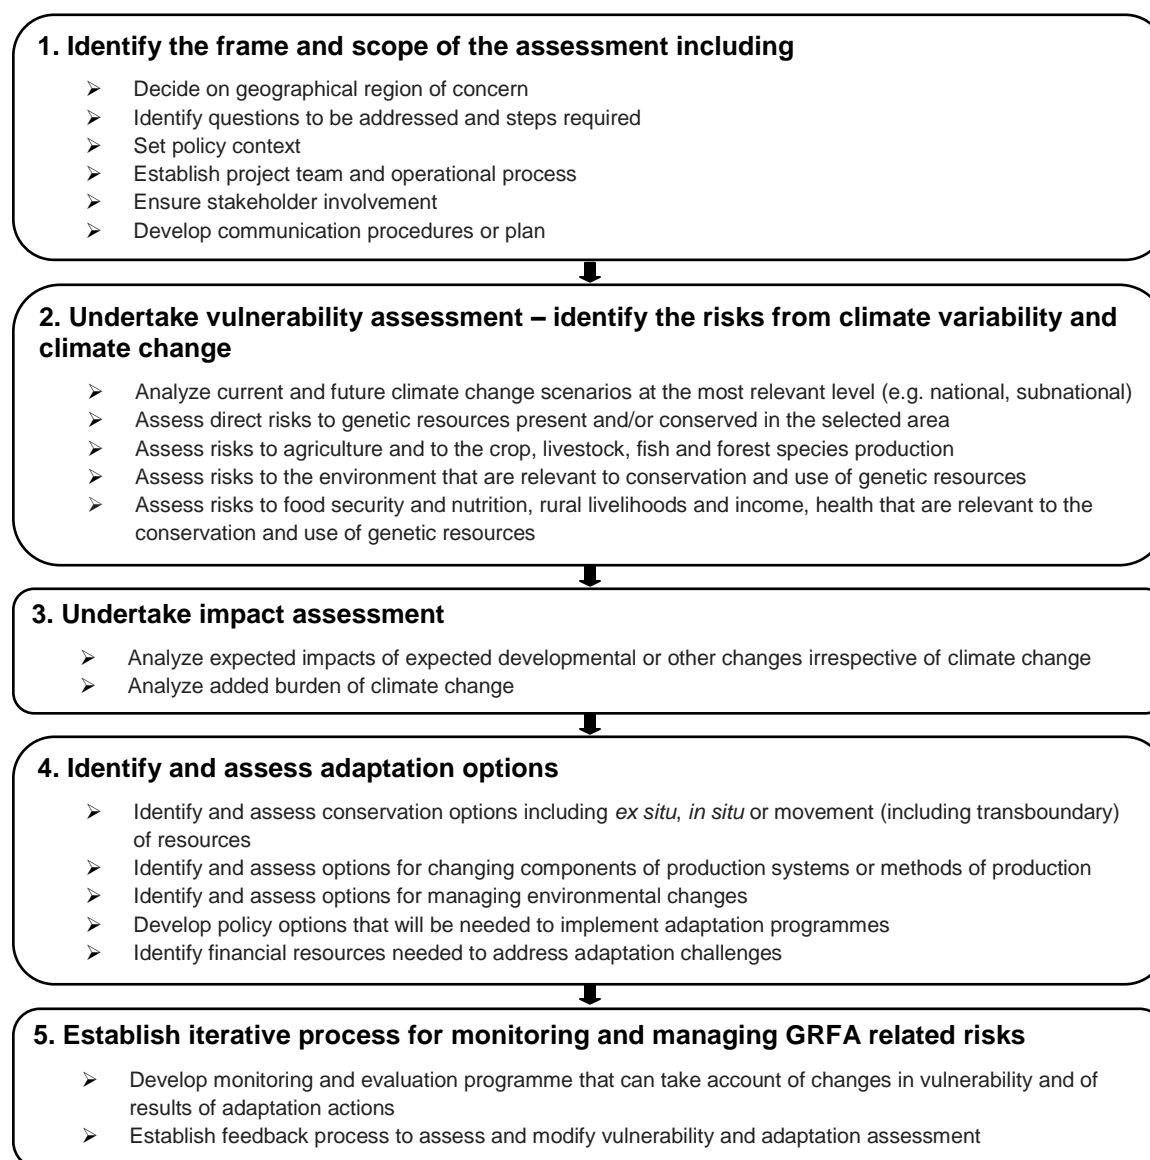 1. Identify the frame and scope of the assessment including
➢ Decide on geographical region of concern
➢ Identify questions to be addressed and steps required
➢ Set policy context
➢ Establish project team and operational process
➢ Ensure stakeholder involvement
➢ Develop communication procedures or plan
2. Undertake vulnerability assessment – identify the risks from climate variability and
climate change
➢ Analyze current and future climate change scenarios at the most relevant level (e.g. national, subnational)
➢ Assess direct risks to genetic resources present and/or conserved in the selected area
➢ Assess risks to agriculture and to the crop, livestock, fish and forest species production
➢ Assess risks to the environment that are relevant to conservation and use of genetic resources
➢ Assess risks to food security and nutrition, rural livelihoods and income, health that are relevant to the
conservation and use of genetic resources
3. Undertake impact assessment
➢ Analyze expected impacts of expected developmental or other changes irrespective of climate change
➢ Analyze added burden of climate change
4. Identify and assess adaptation options
➢ Identify and assess conservation options including ex situ, in situ or movement (including transboundary)
of resources
➢ Identify and assess options for changing components of production systems or methods of production
➢ Identify and assess options for managing environmental changes
➢ Develop policy options that will be needed to implement adaptation programmes
➢ Identify financial resources needed to address adaptation challenges
5. Establish iterative process for monitoring and managing GRFA related risks
➢ Develop monitoring and evaluation programme that can take account of changes in vulnerability and of
results of adaptation actions
➢ Establish feedback process to assess and modify vulnerability and adaptation assessment